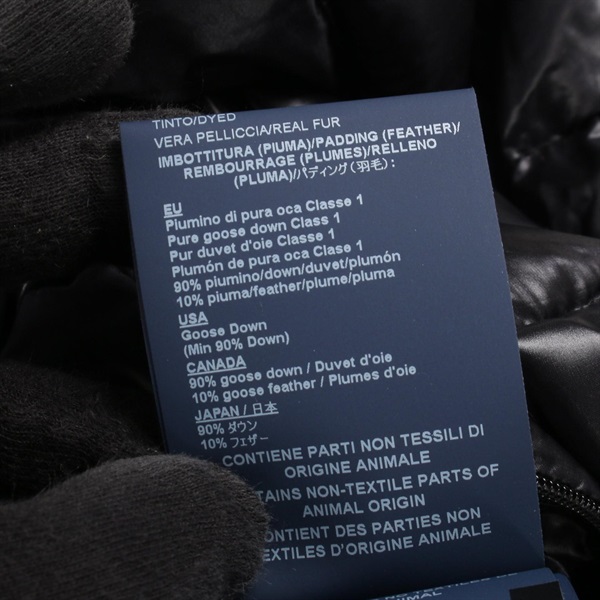 TINTO/DYED
VERA PELLICCIA/REAL FUR
IMBOTTITURA (PIUMA)/PADDING (FEATHER)/
REMBOURRAGE (PLUMES)/RELLENO
(PLUMA)/パディング(羽毛):
EU
Piumino di pura oca Classe 1
Pure goose down Class 1
Pur duvet d'oie Classe 1
Plumón de pura oca Clase 1
90% piumino/down/duvet/plumón
10% piuma/feather/plume/pluma
USA
Goose Down
(Min 90% Down)
CANADA
90% goose down / Duvet d'oie
10% goose feather / Plumes d'oie
JAPAN / 日本
90% ダウン
10% フェザー
CONTIENE PARTI NON TESSILI DI
ORIGINE ANIMALE
TAINS NON-TEXTILE PARTS OF
ANIMAL ORIGIN
ONTIENT DES PARTIES NON
EXTILES D'ORIGINE ANIMALE